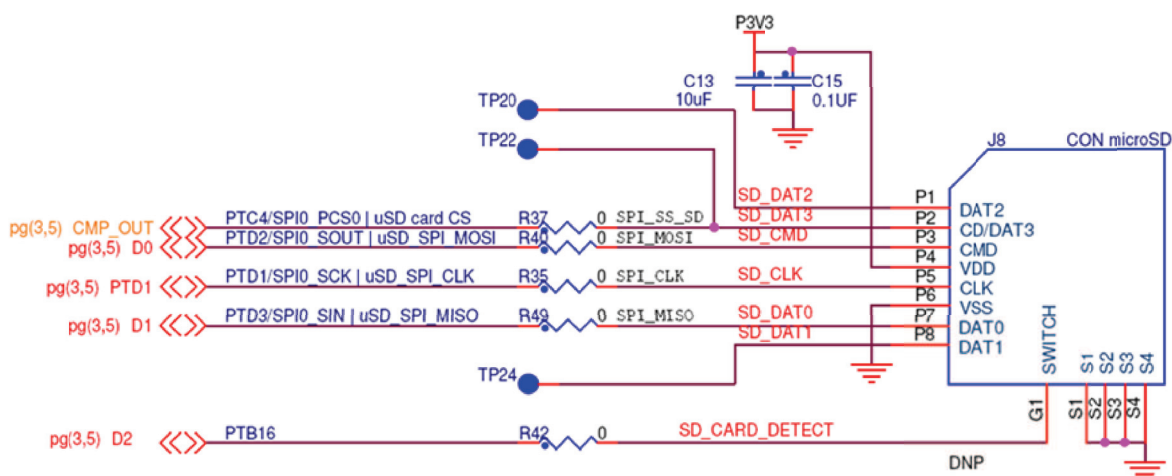 P3V3
C13
10uF
C15
0.1UF
TP20
TP22
J8
CON microSD
SD_DAT2
P1
DAT2
pg(3,5) CMP_OUT
PTC4/SPI0_PCS0 | uSD card CS
R37
0
SPI_SS_SD
SD_DAT3
P2
CD/DAT3
pg(3,5) D0
PTD2/SPI0_SOUT | uSD_SPI_MOSI
R40
0
SPI_MOSI
SD_CMD
P3
CMD
P4
VDD
pg(3,5) PTD1
PTD1/SPI0_SCK | uSD_SPI_CLK
R35
0
SPI_CLK
SD_CLK
P5
CLK
P6
VSS
pg(3,5) D1
PTD3/SPI0_SIN | uSD_SPI_MISO
R49
0
SPI_MISO
SD_DAT0
P7
DAT0
SD_DAT1
P8
DAT1
SWITCH
S1
S2
S3
S4
TP24
G1
S1
S2
S3
S4
pg(3,5) D2
PTB16
R42
0
SD_CARD_DETECT
DNP